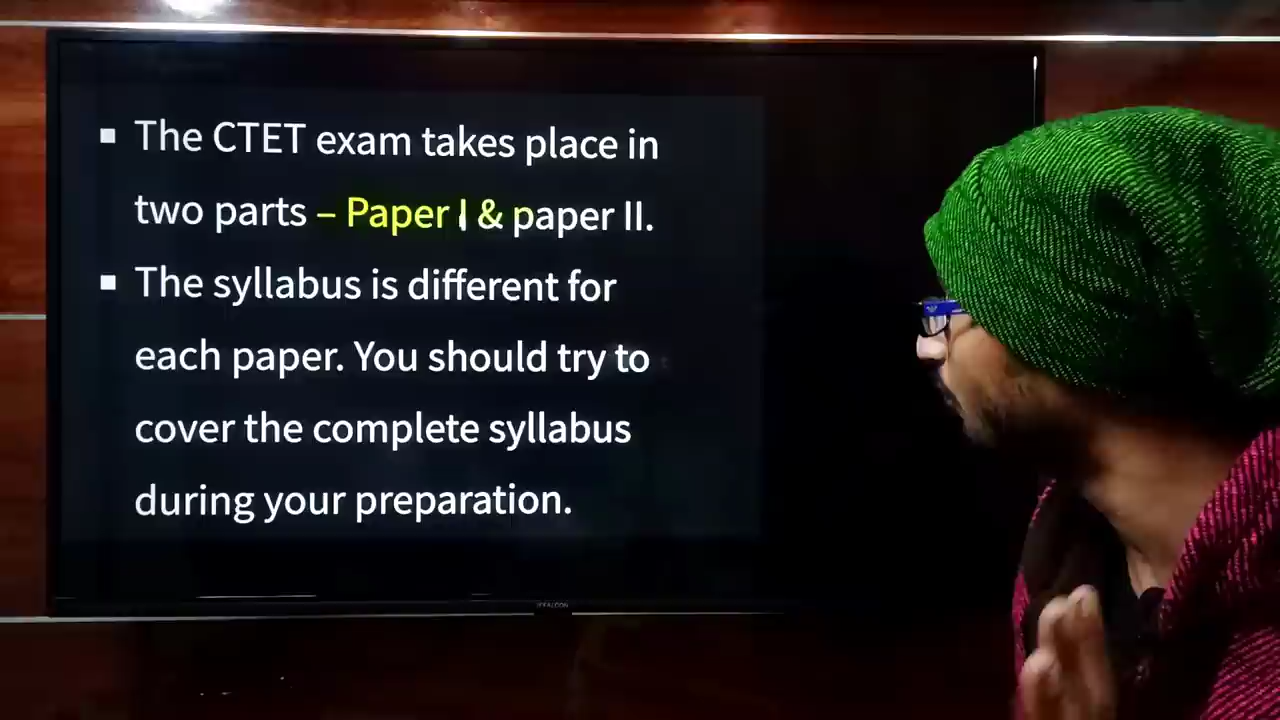 ▪ The CTET exam takes place in
two parts – Paper I & paper II.
▪ The syllabus is different for
each paper. You should try to
cover the complete syllabus
during your preparation.
iFFALCON